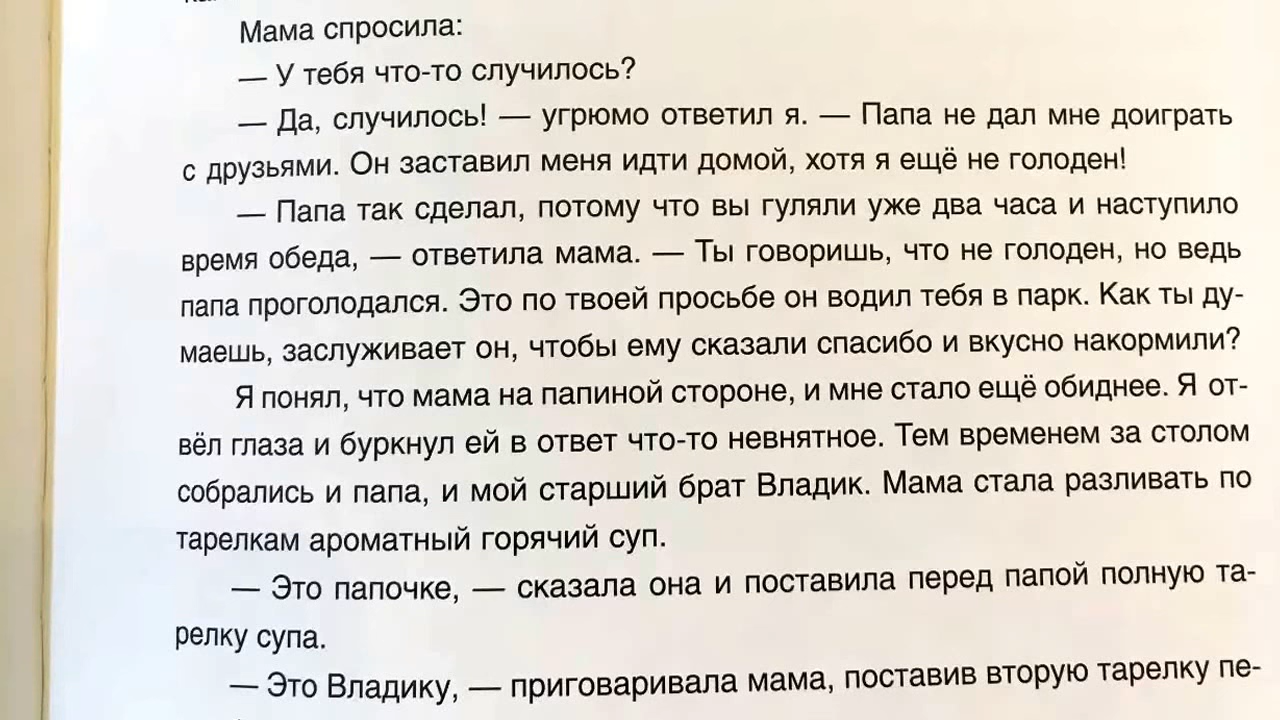 Мама спросила:
— У тебя что-то случилось?
— Да, случилось! — угрюмо ответил я. — Папа не дал мне доиграть
с друзьями. Он заставил меня идти домой, хотя я ещё не голоден!
— Папа так сделал, потому что вы гуляли уже два часа и наступило
время обеда, — ответила мама. — Ты говоришь, что не голоден, но ведь
папа проголодался. Это по твоей просьбе он водил тебя в парк. Как ты ду-
маешь, заслуживает он, чтобы ему сказали спасибо и вкусно накормили?
Я понял, что мама на папиной стороне, и мне стало ещё обиднее. Я от-
вёл глаза и буркнул ей в ответ что-то невнятное. Тем временем за столом
собрались и папа, и мой старший брат Владик. Мама стала разливать по
тарелкам ароматный горячий суп.
— Это папочке, — сказала она и поставила перед папой полную та-
релку супа.
— Это Владику, — приговаривала мама, поставив вторую тарелку пе-